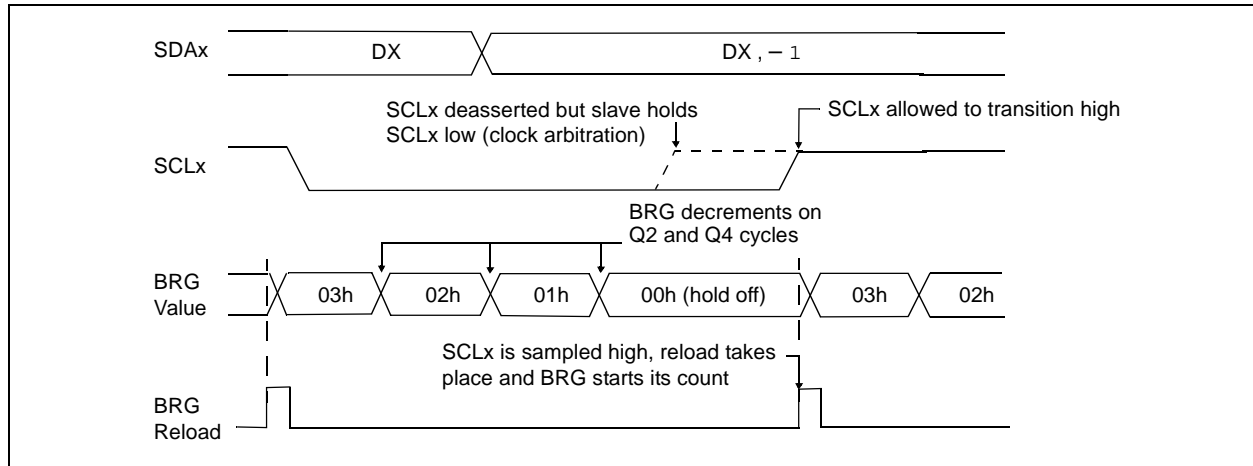 SDAx
DX
DX , – 1
SCLx deasserted but slave holds
SCLx low (clock arbitration)
SCLx allowed to transition high
SCLx
BRG decrements on
Q2 and Q4 cycles
BRG
Value
03h
02h
01h
00h (hold off)
03h
02h
SCLx is sampled high, reload takes
place and BRG starts its count
BRG
Reload